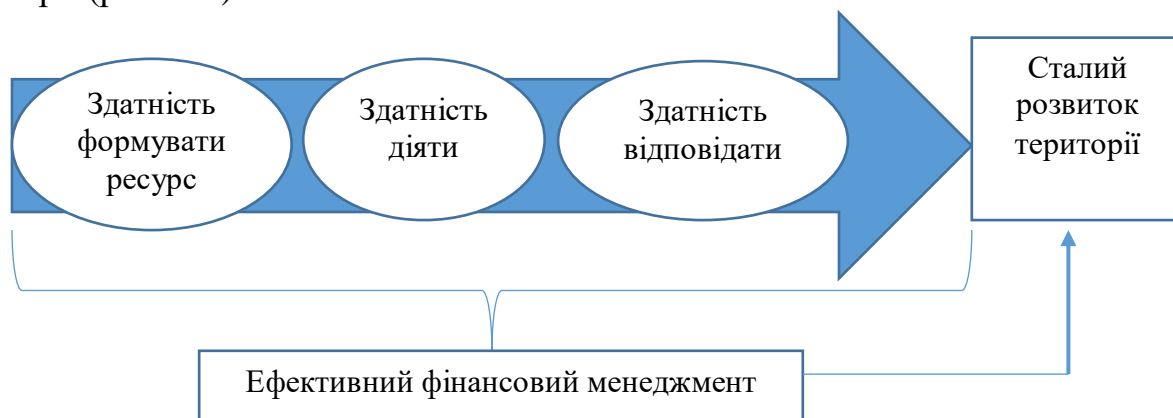 Здатність
формувати
ресурс
Здатність
діяти
Здатність
відповідати
Сталий
розвиток
території
Ефективний фінансовий менеджмент